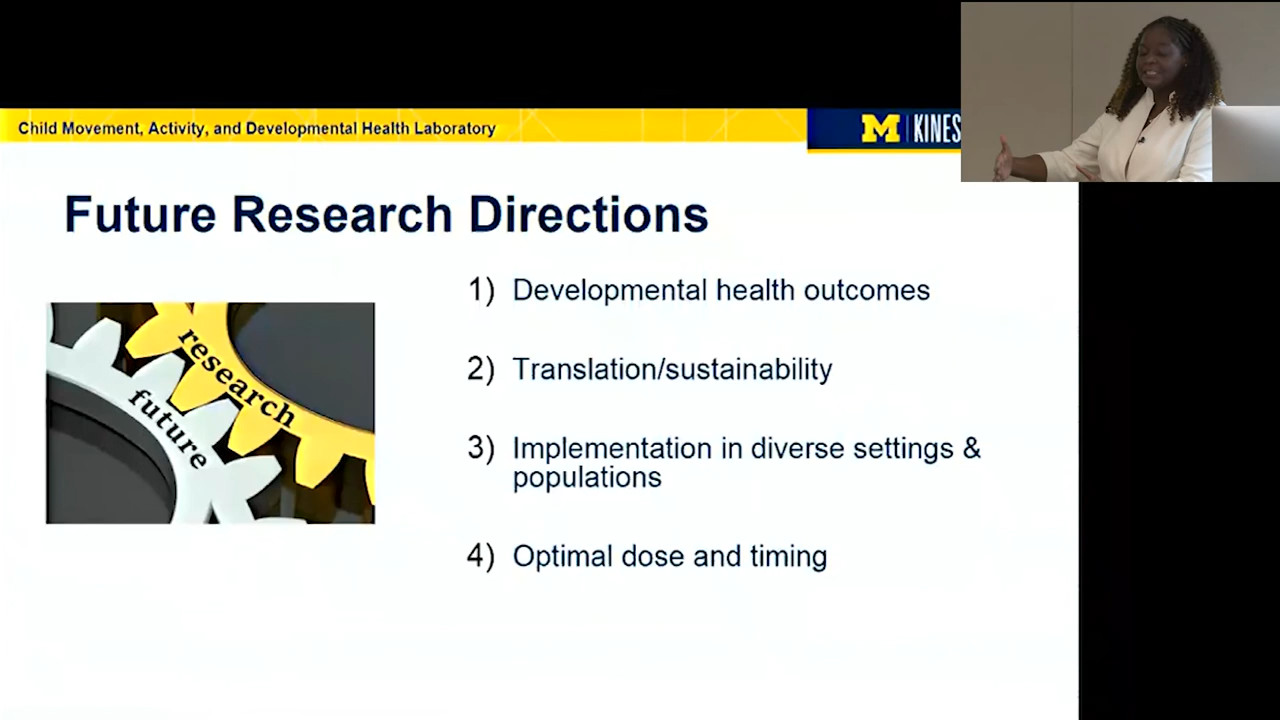 Child Movement, Activity, and Developmental Health Laboratory
M | KINES
Future Research Directions
research
future
1) Developmental health outcomes
2) Translation/sustainability
3) Implementation in diverse settings &
populations
4) Optimal dose and timing